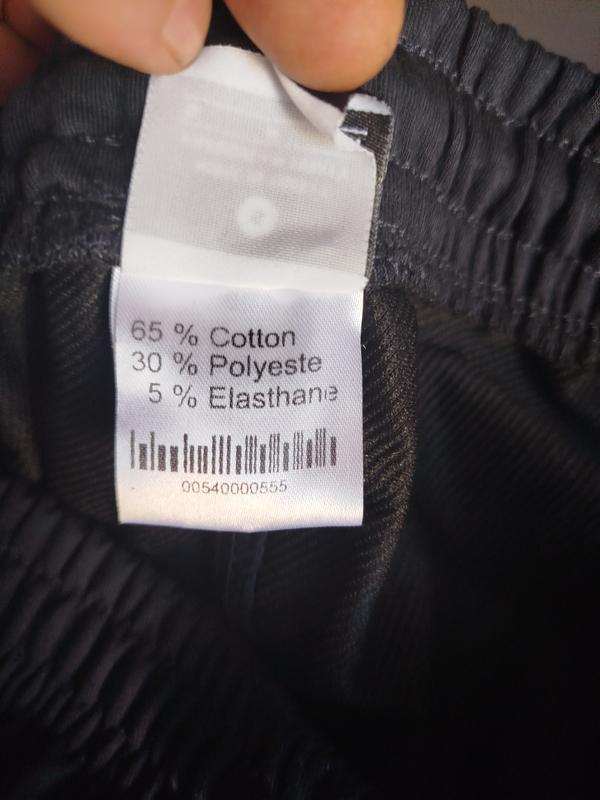 65 % Cotton
30 % Polyeste
5 % Elasthane
00540000555